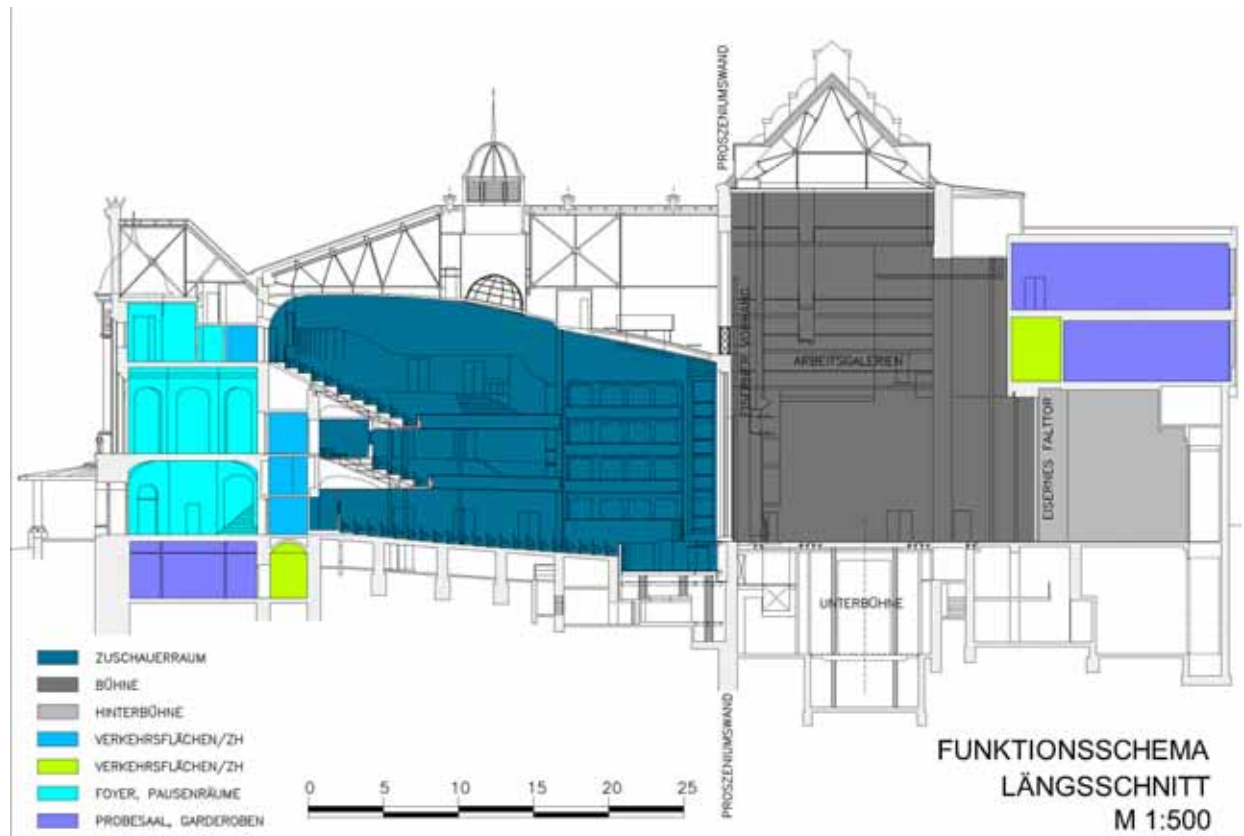 PROSZENIUMSWAND
EISERNER VORHANG
ARBEITSGALERIEN
EISERNES FALTTOR
UNTERBÜHNE
PROSZENIUMSWAND
ZUSCHAUERRAUM
BÜHNE
HINTERBÜHNE
VERKEHRSFLÄCHEN/ZH
VERKEHRSFLÄCHEN/ZH
FOYER, PAUSENRÄUME
PROBESAAL, GARDEROBEN
0 5 10 15 20 25
FUNKTIONSSCHEMA
LÄNGSSCHNITT
M 1:500